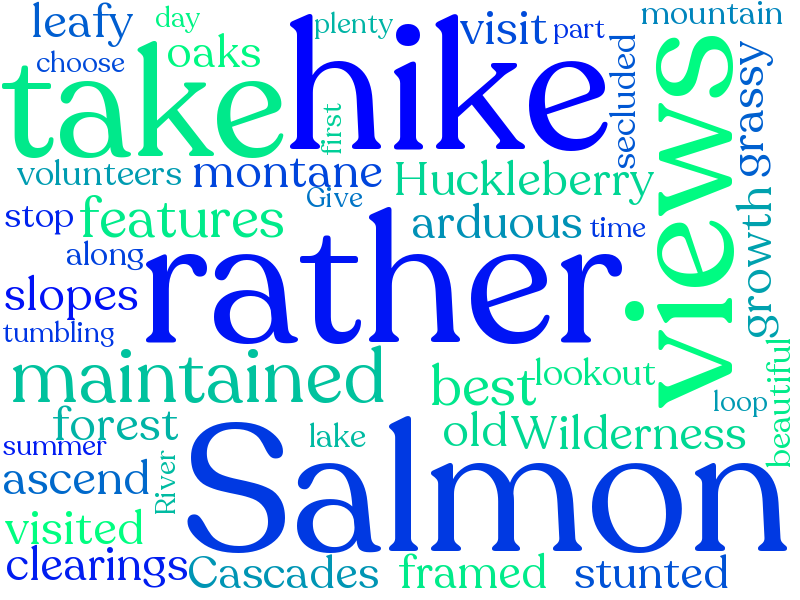 leafy
day
plenty
visit
part
mountain
choose
oaks
take
hike
first
secluded
views
grassy
volunteers
montane
Give
Huckleberry
stop
features
arduous
time
growth
along
rather
slopes
tumbling
maintained
best
lookout
beautiful
loop
forest
lake
old
Wilderness
summer
ascend
River
Salmon
visited
clearings
Cascades
framed
stunted